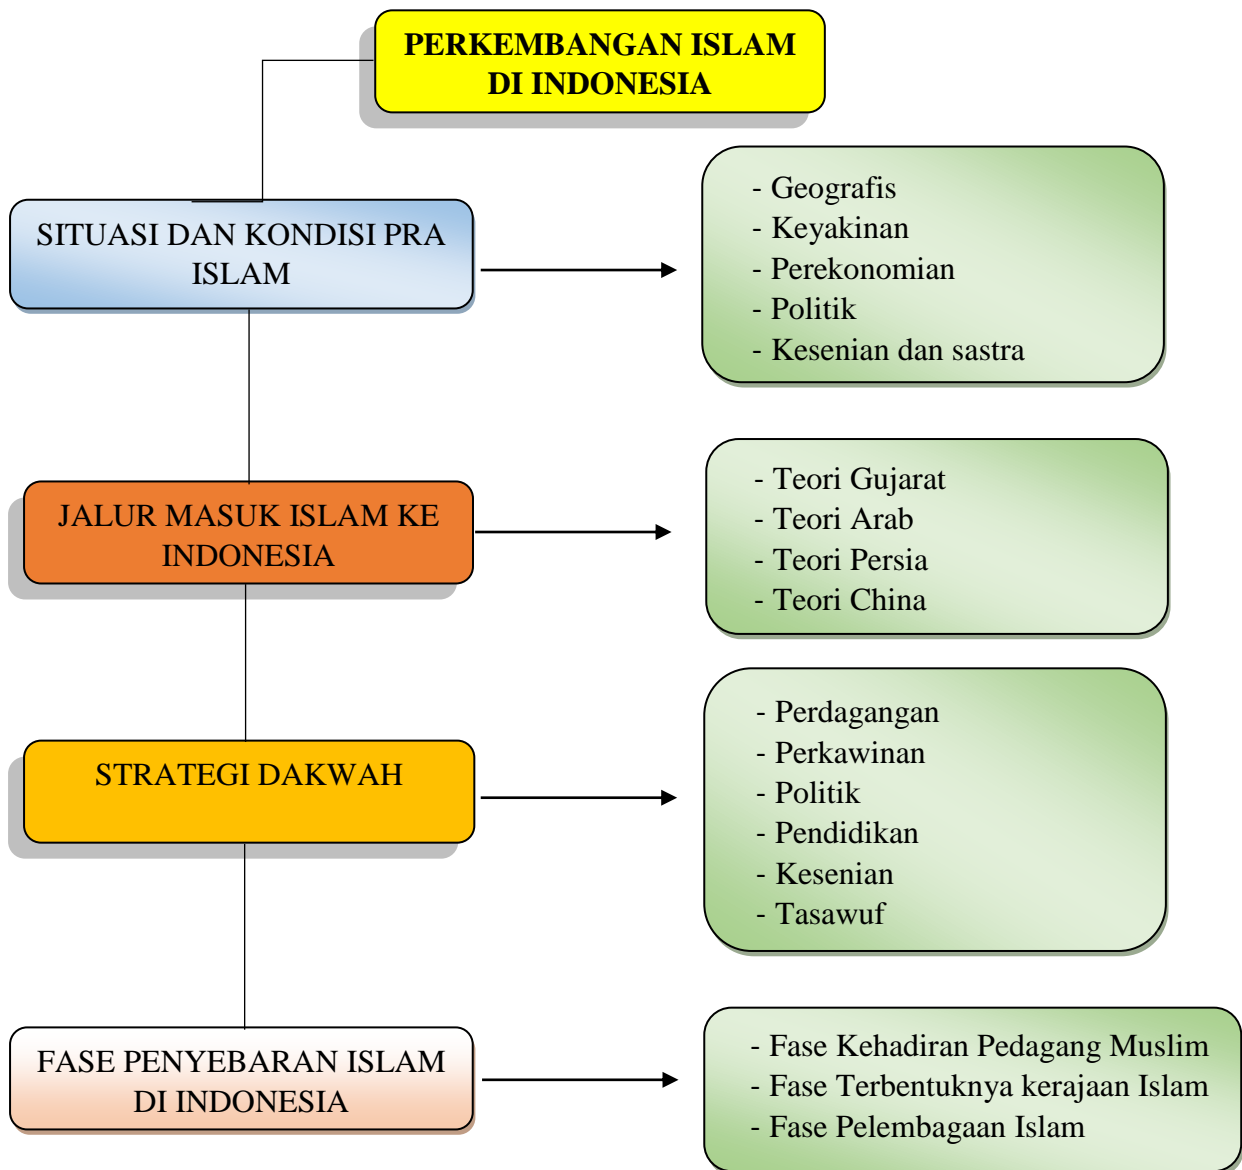 PERKEMBANGAN ISLAM
DI INDONESIA
SITUASI DAN KONDISI PRA
ISLAM
- Geografis
- Keyakinan
- Perekonomian
- Politik
- Kesenian dan sastra
JALUR MASUK ISLAM KE
INDONESIA
- Teori Gujarat
- Teori Arab
- Teori Persia
- Teori China
STRATEGI DAKWAH
- Perdagangan
- Perkawinan
- Politik
- Pendidikan
- Kesenian
- Tasawuf
FASE PENYEBARAN ISLAM
DI INDONESIA
- Fase Kehadiran Pedagang Muslim
- Fase Terbentuknya kerajaan Islam
- Fase Pelembagaan Islam